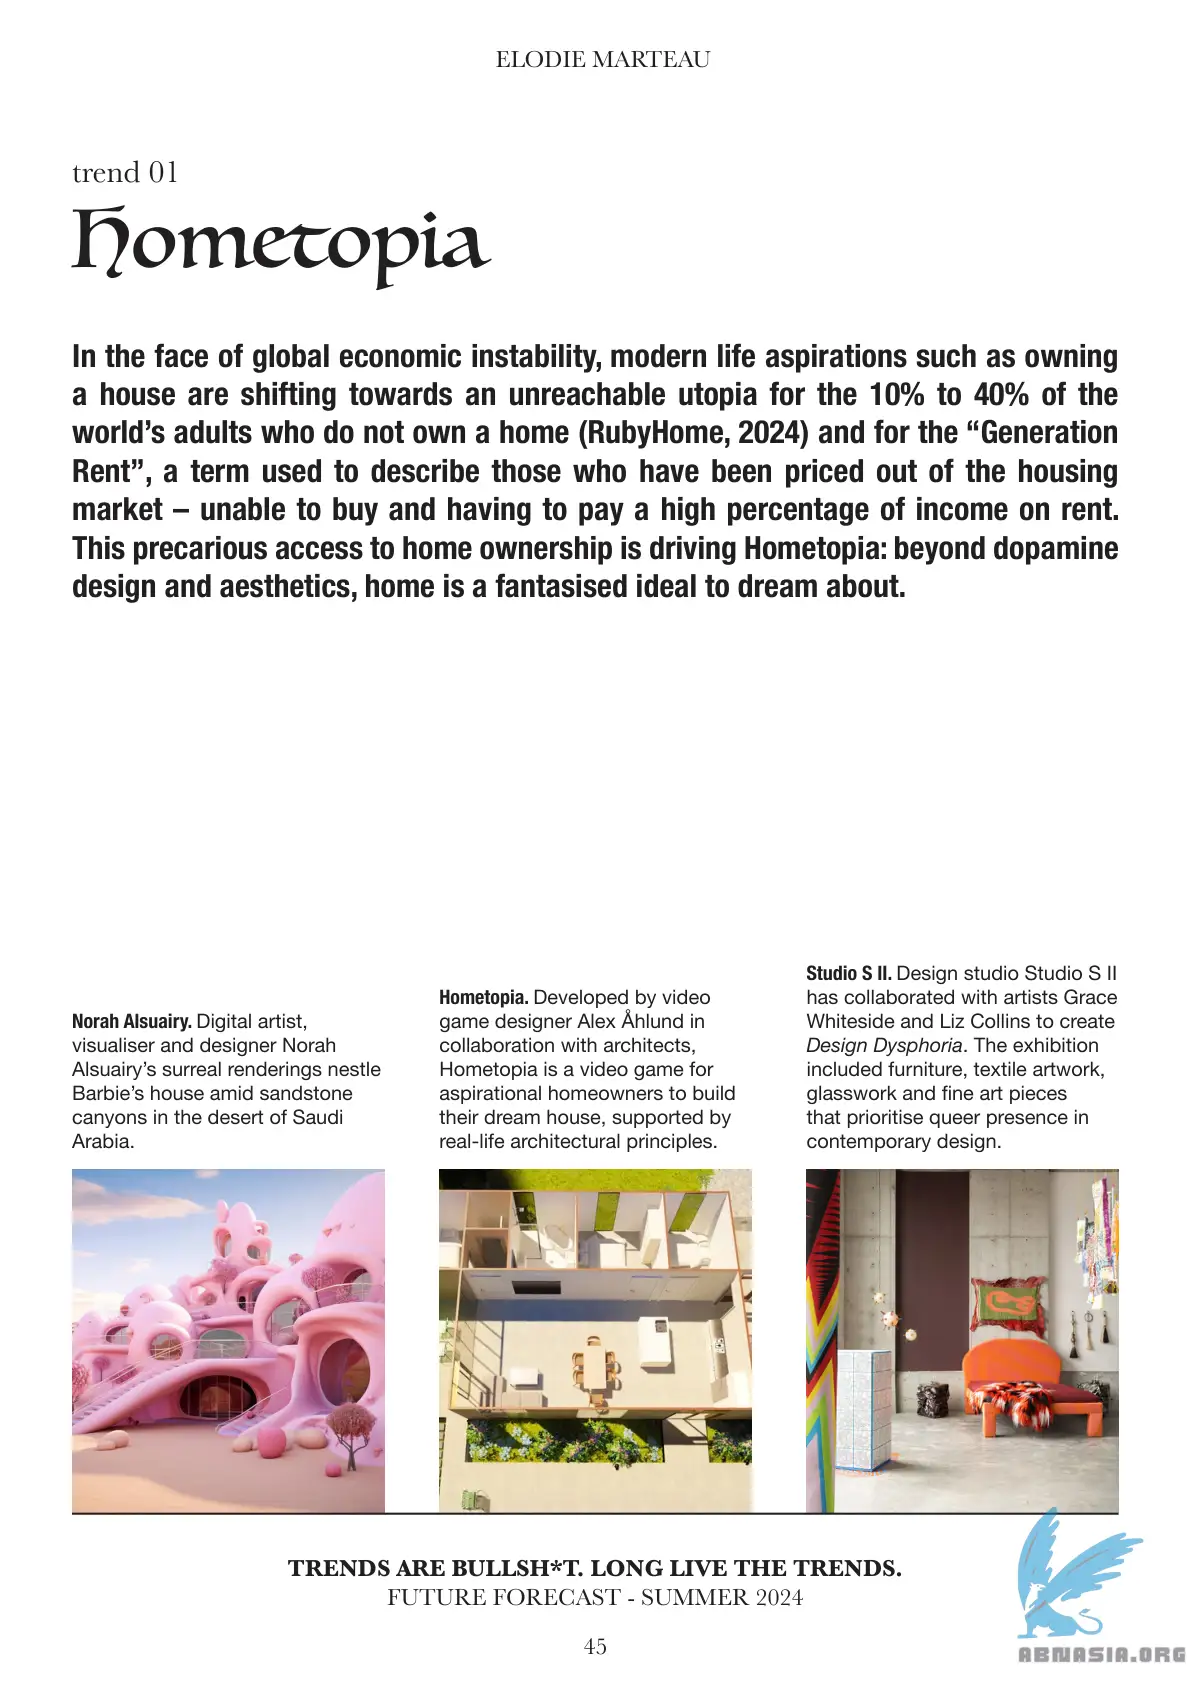 ELODIE MARTEAU
trend 01
Hometopia
In the face of global economic instability, modern life aspirations such as owning
a house are shifting towards an unreachable utopia for the 10% to 40% of the
world’s adults who do not own a home (RubyHome, 2024) and for the “Generation
Rent”, a term used to describe those who have been priced out of the housing
market – unable to buy and having to pay a high percentage of income on rent.
This precarious access to home ownership is driving Hometopia: beyond dopamine
design and aesthetics, home is a fantasised ideal to dream about.
Norah Alsuairy. Digital artist,
visualiser and designer Norah
Alsuairy’s surreal renderings nestle
Barbie’s house amid sandstone
canyons in the desert of Saudi
Arabia.
Hometopia. Developed by video
game designer Alex Åhlund in
collaboration with architects,
Hometopia is a video game for
aspirational homeowners to build
their dream house, supported by
real-life architectural principles.
Studio S II. Design studio Studio S II
has collaborated with artists Grace
Whiteside and Liz Collins to create
Design Dysphoria. The exhibition
included furniture, textile artwork,
glasswork and fine art pieces
that prioritise queer presence in
contemporary design.
TRENDS ARE BULLSH*T. LONG LIVE THE TRENDS.
FUTURE FORECAST - SUMMER 2024
45
ABNASIA.ORG